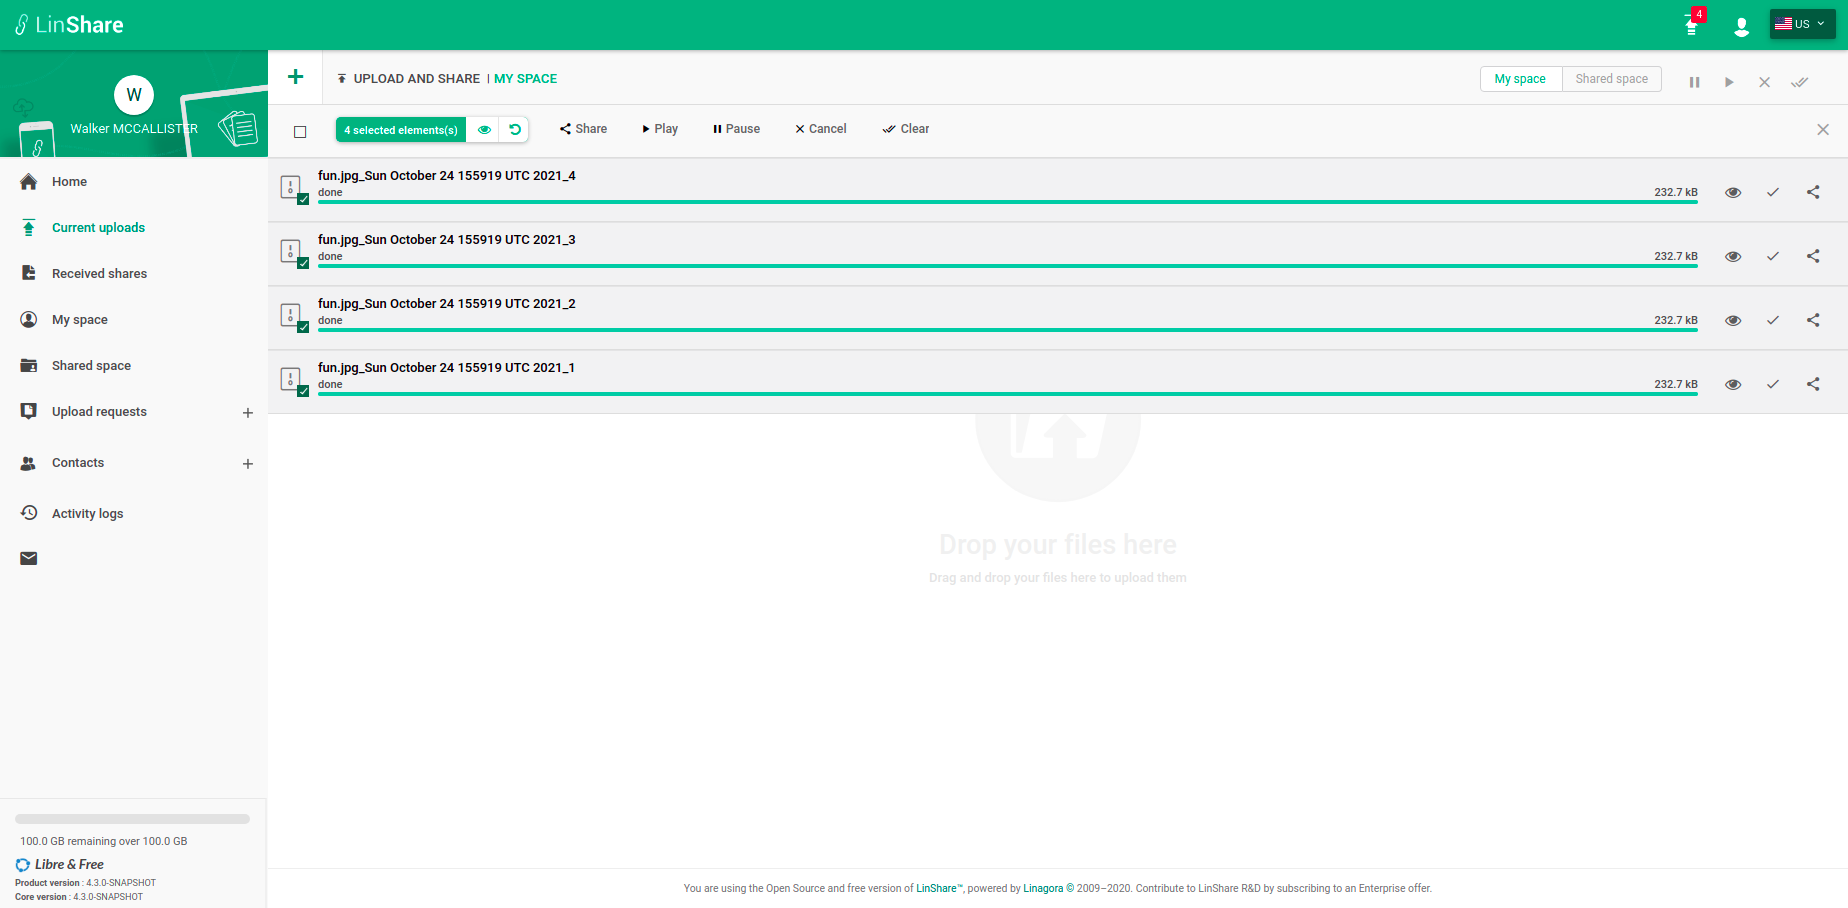 LinShare
4
US
W
Walker MCCALLISTER
Home
Current uploads
Received shares
My space
Shared space
Upload requests
Contacts
Activity logs
100.0 GB remaining over 100.0 GB
Libre & Free
Product version : 4.3.0-SNAPSHOT
Core version : 4.3.0-SNAPSHOT
UPLOAD AND SHARE | MY SPACE
My space
Shared space
4 selected elements(s)
Share
Play
Pause
Cancel
Clear
fun.jpg_Sun October 24 155919 UTC 2021_4
done
232.7 kB
fun.jpg_Sun October 24 155919 UTC 2021_3
done
232.7 kB
fun.jpg_Sun October 24 155919 UTC 2021_2
done
232.7 kB
fun.jpg_Sun October 24 155919 UTC 2021_1
done
232.7 kB
Drop your files here
Drag and drop your files here to upload them
You are using the Open Source and free version of LinShare™, powered by Linagora © 2009–2020. Contribute to LinShare R&D by subscribing to an Enterprise offer.